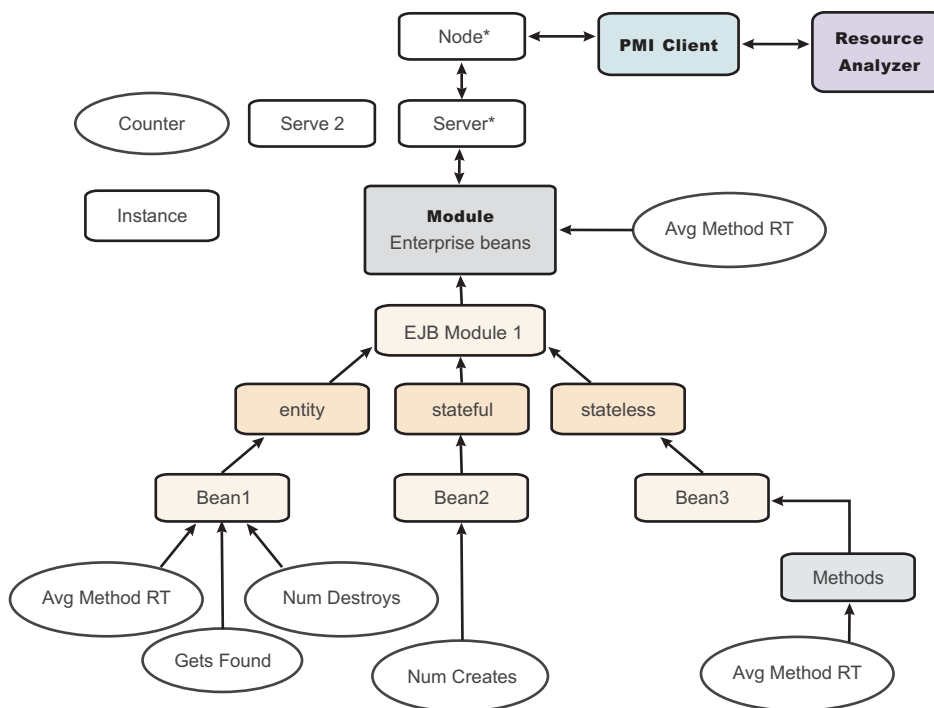 Node*
PMI Client
Resource
Analyzer
Counter
Serve 2
Server*
Instance
Module
Enterprise beans
Avg Method RT
EJB Module 1
entity
stateful
stateless
Bean1
Bean2
Bean3
Avg Method RT
Num Destroys
Methods
Gets Found
Num Creates
Avg Method RT